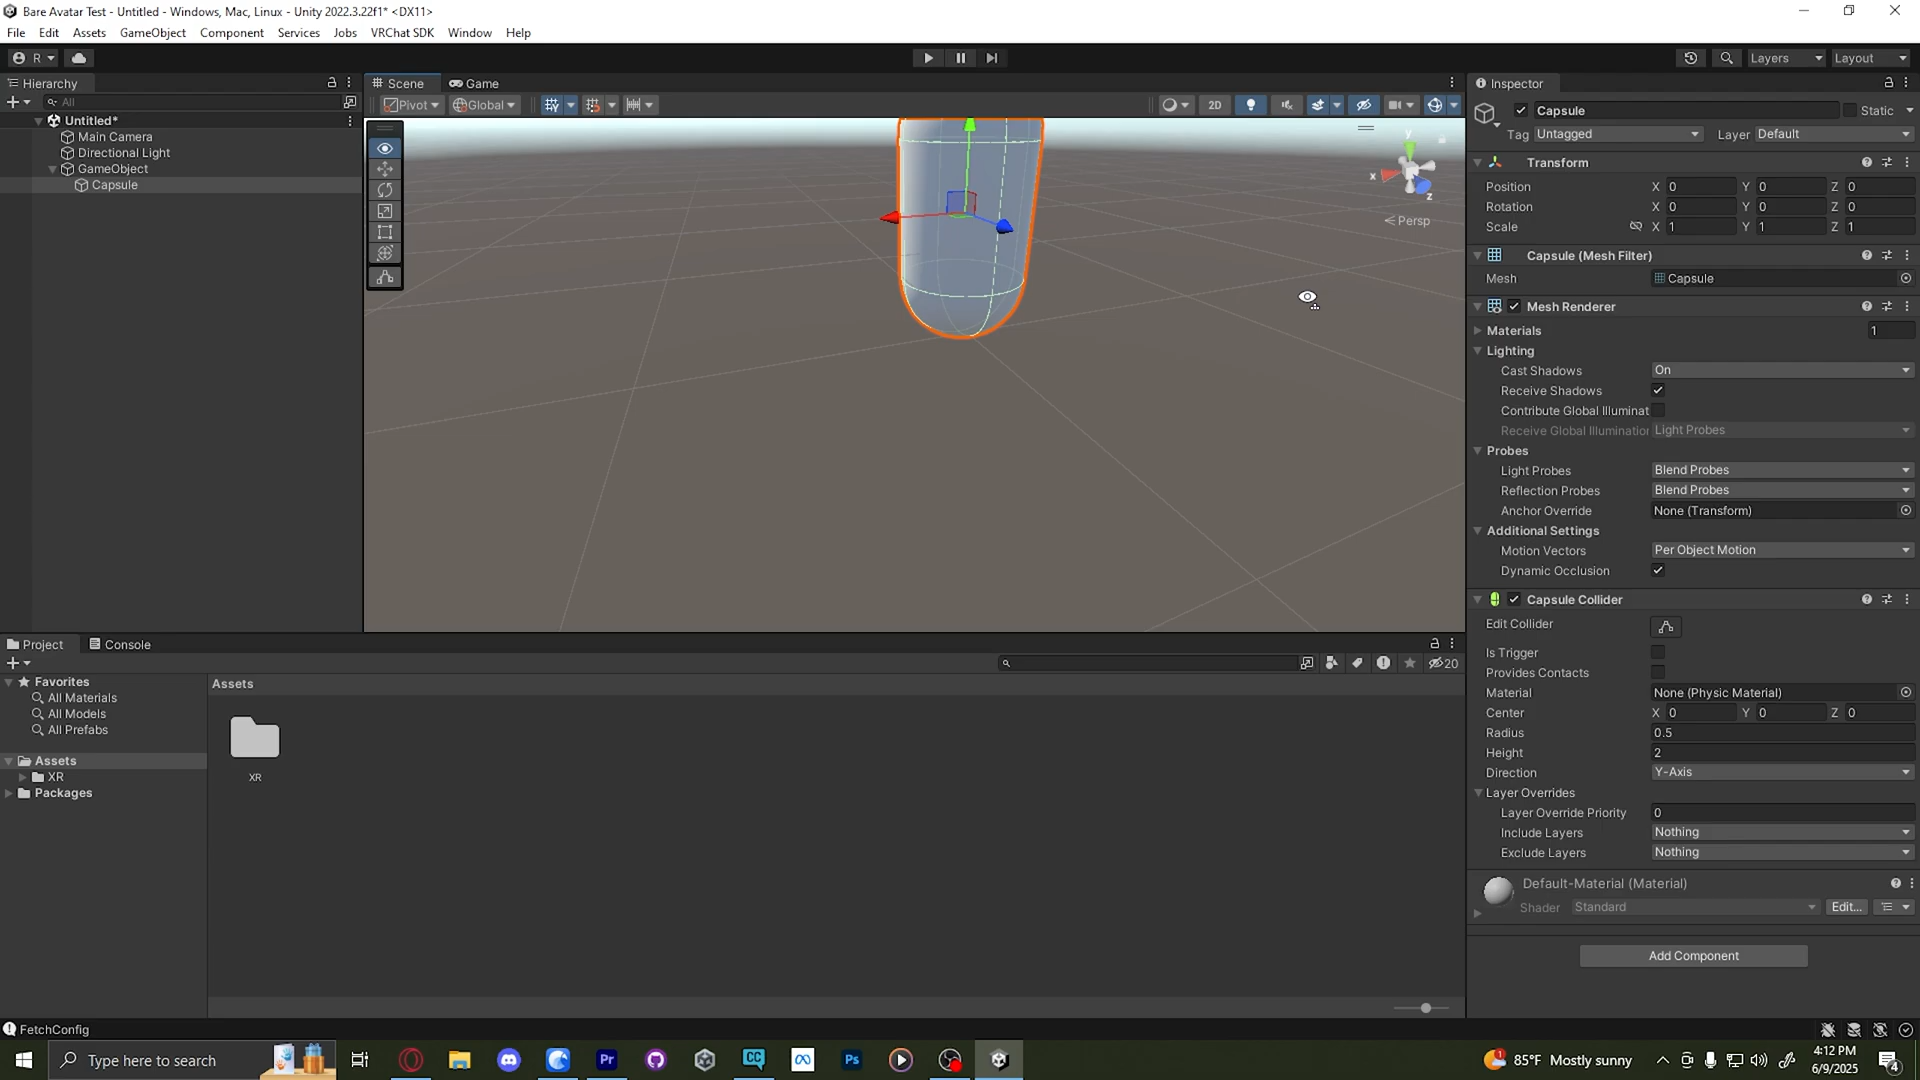 Bare Avatar Test - Untitled - Windows, Mac, Linux - Unity 2022.3.22f1* <DX11>
File Edit Assets GameObject Component Services Jobs VRChat SDK Window Help
R Layers Layout
Hierarchy
All
Untitled*
Main Camera
Directional Light
GameObject
Capsule
Scene Game
Pivot Global 2D
y
x
z
Persp
Inspector
Capsule Static
Tag Untagged Layer Default
Transform
Position X 0 Y 0 Z 0
Rotation X 0 Y 0 Z 0
Scale X 1 Y 1 Z 1
Capsule (Mesh Filter)
Mesh Capsule
Mesh Renderer
Materials 1
Lighting
Cast Shadows On
Receive Shadows
Contribute Global Illuminat
Receive Global Illumination Light Probes
Probes
Light Probes Blend Probes
Reflection Probes Blend Probes
Anchor Override None (Transform)
Additional Settings
Motion Vectors Per Object Motion
Dynamic Occlusion
Capsule Collider
Edit Collider
Is Trigger
Provides Contacts
Material None (Physic Material)
Center X 0 Y 0 Z 0
Radius 0.5
Height 2
Direction Y-Axis
Layer Overrides
Layer Override Priority 0
Include Layers Nothing
Exclude Layers Nothing
Default-Material (Material)
Shader Standard Edit...
Add Component
Project Console
20
Favorites
All Materials
All Models
All Prefabs
Assets
XR
Packages
Assets
XR
FetchConfig
Type here to search
Pr
CC
Ps
85°F Mostly sunny
4:12 PM
6/9/2025
4